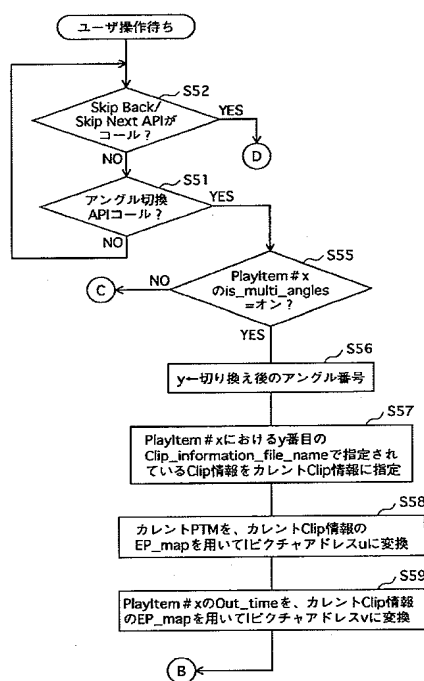 ユーザ操作待ち
S52
Skip Back/
Skip Next APIが
コール？
YES
D
NO
S51
アングル切換
APIコール？
YES
NO
S55
PlayItem#x
のis_multi_angles
=オン？
NO
C
YES
S56
y←切り換え後のアングル番号
S57
PlayItem#xにおけるy番目の
Clip_information_file_nameで指定され
ているClip情報をカレントClip情報に指定
S58
カレントPTMを、カレントClip情報の
EP_mapを用いてIピクチャアドレスuに変換
S59
PlayItem#xのOut_timeを、カレントClip情報
のEP_mapを用いてIピクチャアドレスvに変換
B